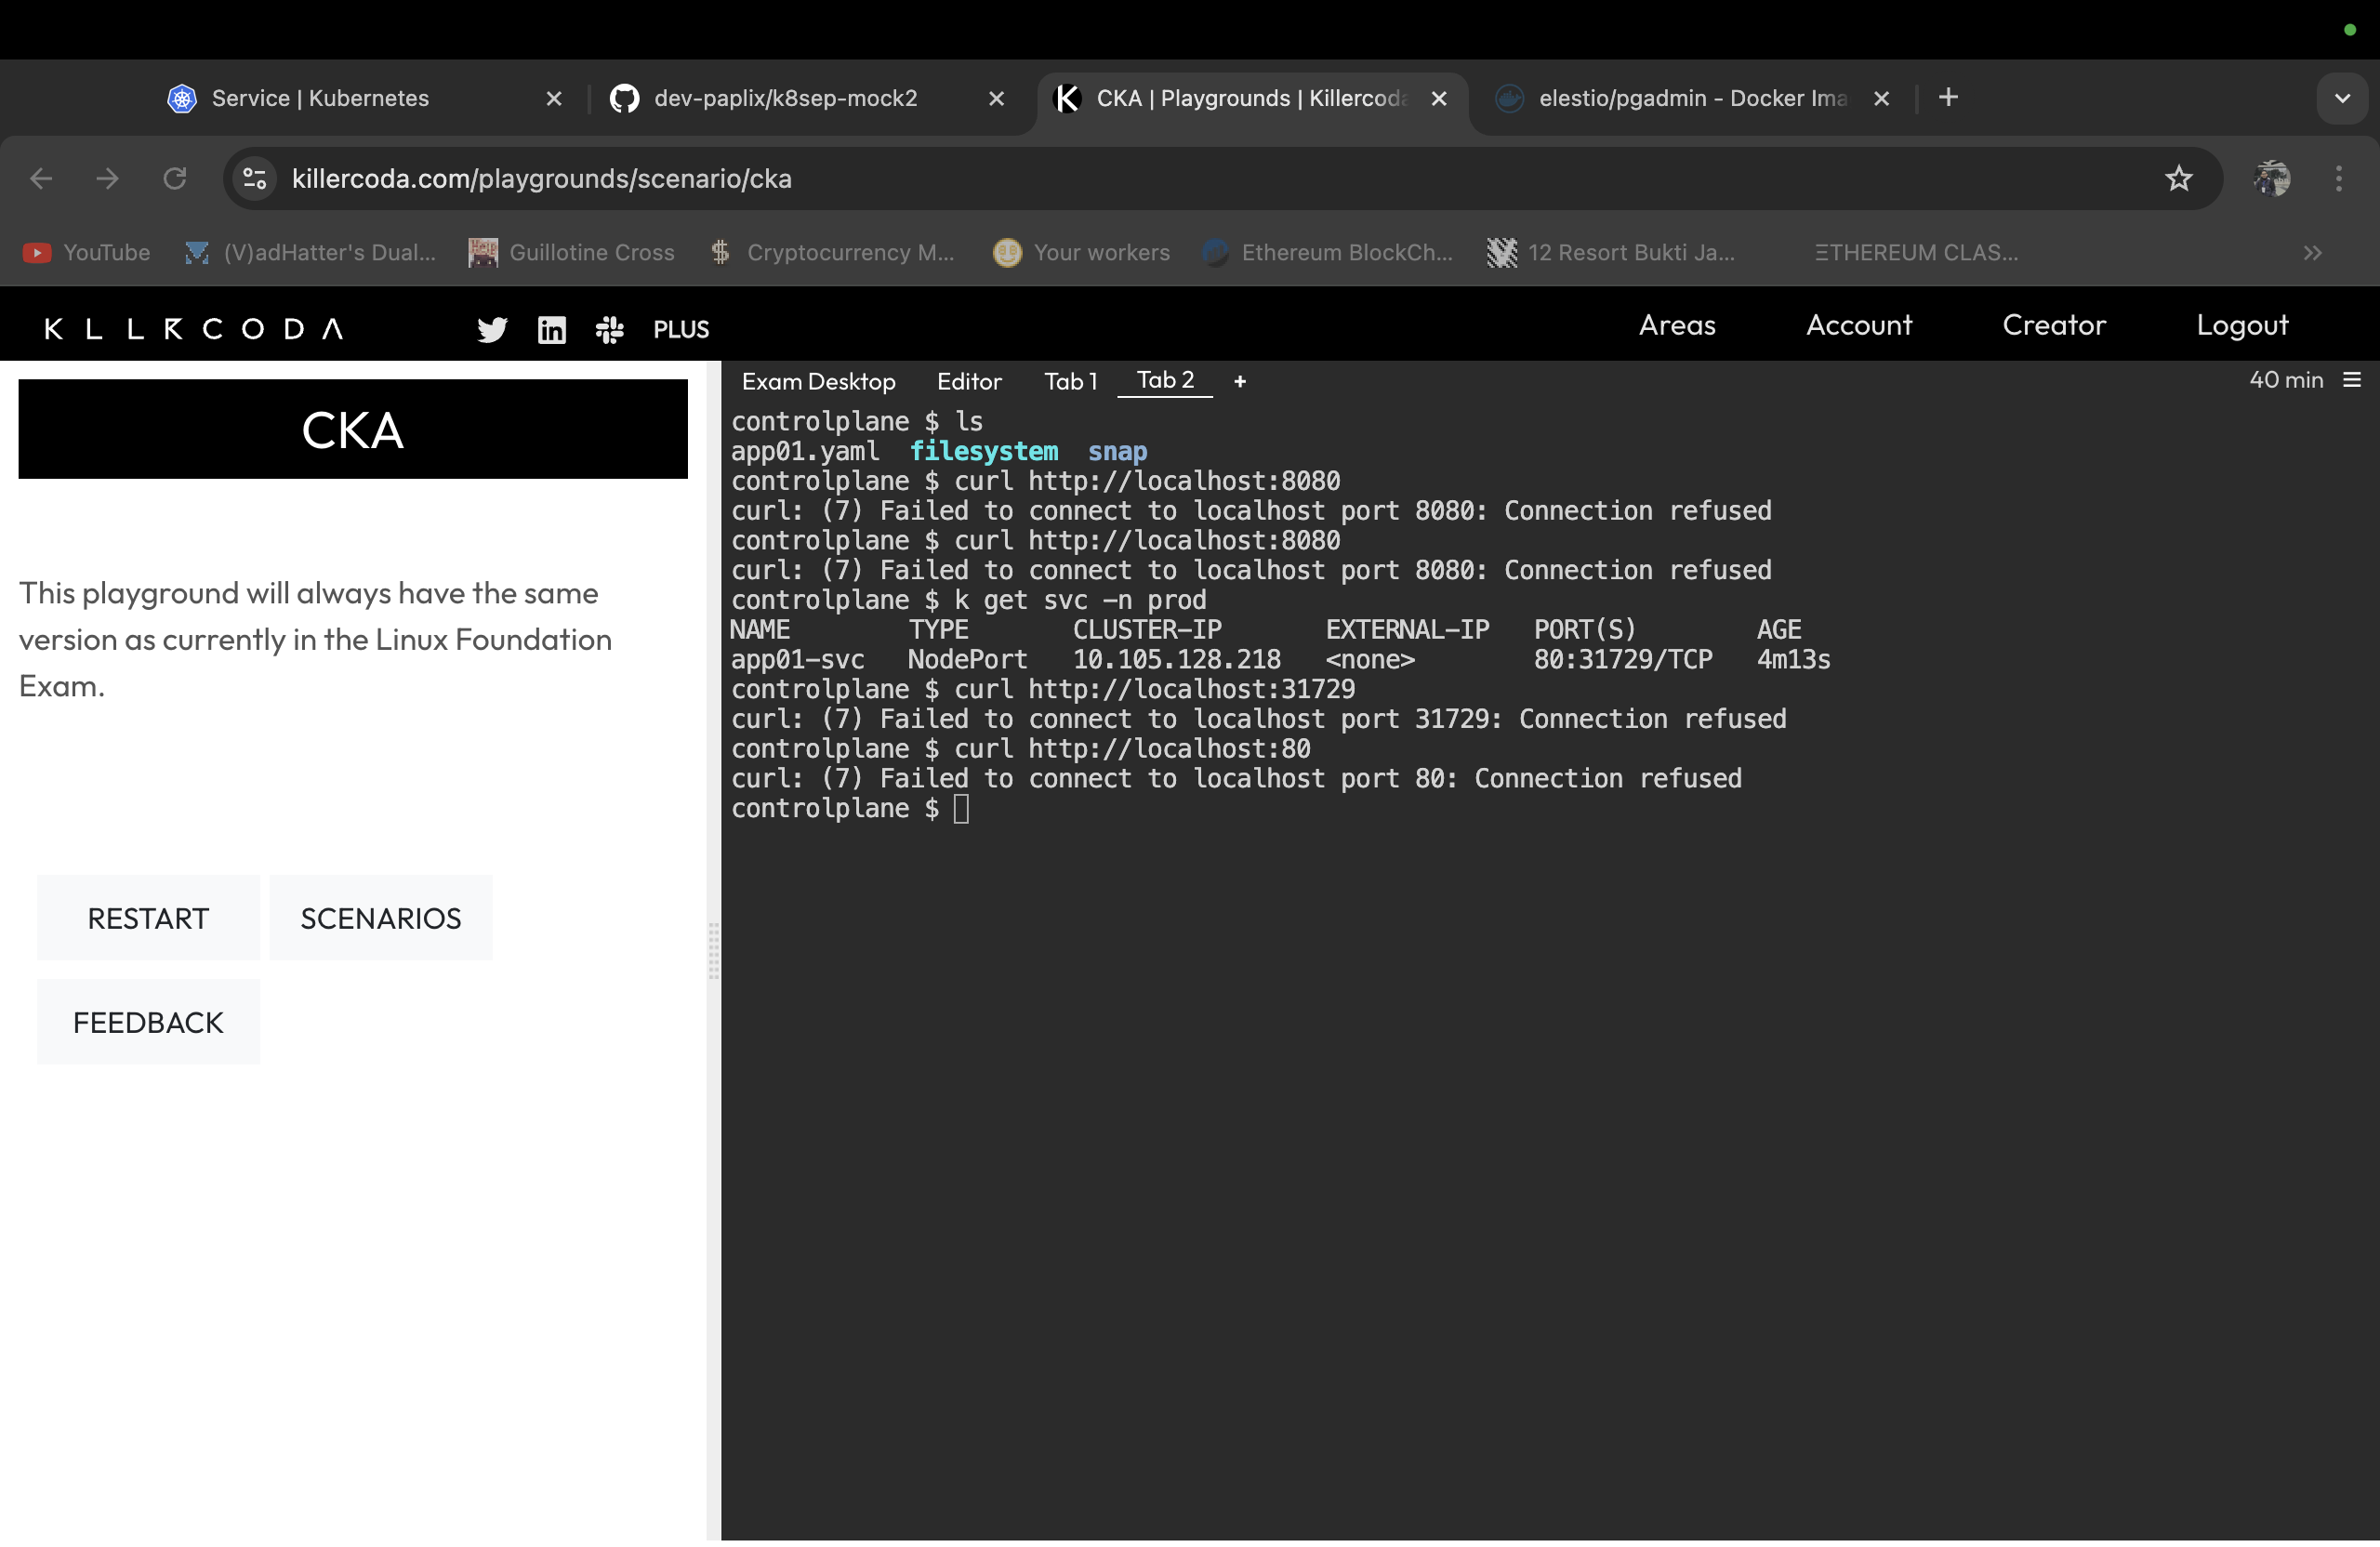 Service | Kubernetes
dev-paplix/k8sep-mock2
CKA | Playgrounds | Killercoda
elestio/pgadmin - Docker Ima
killercoda.com/playgrounds/scenario/cka
YouTube
(V)adHatter's Dual...
Guillotine Cross
Cryptocurrency M...
Your workers
Ethereum BlockCh...
12 Resort Bukti Ja...
ΞTHEREUM CLAS...
KLLRCODA
PLUS
Areas
Account
Creator
Logout
CKA
This playground will always have the same
version as currently in the Linux Foundation
Exam.
RESTART
SCENARIOS
FEEDBACK
Exam Desktop
Editor
Tab 1
Tab 2
+
40 min
controlplane $ ls
app01.yaml  filesystem  snap
controlplane $ curl http://localhost:8080
curl: (7) Failed to connect to localhost port 8080: Connection refused
controlplane $ curl http://localhost:8080
curl: (7) Failed to connect to localhost port 8080: Connection refused
controlplane $ k get svc -n prod
NAME        TYPE       CLUSTER-IP       EXTERNAL-IP   PORT(S)        AGE
app01-svc   NodePort   10.105.128.218   <none>        80:31729/TCP   4m13s
controlplane $ curl http://localhost:31729
curl: (7) Failed to connect to localhost port 31729: Connection refused
controlplane $ curl http://localhost:80
curl: (7) Failed to connect to localhost port 80: Connection refused
controlplane $